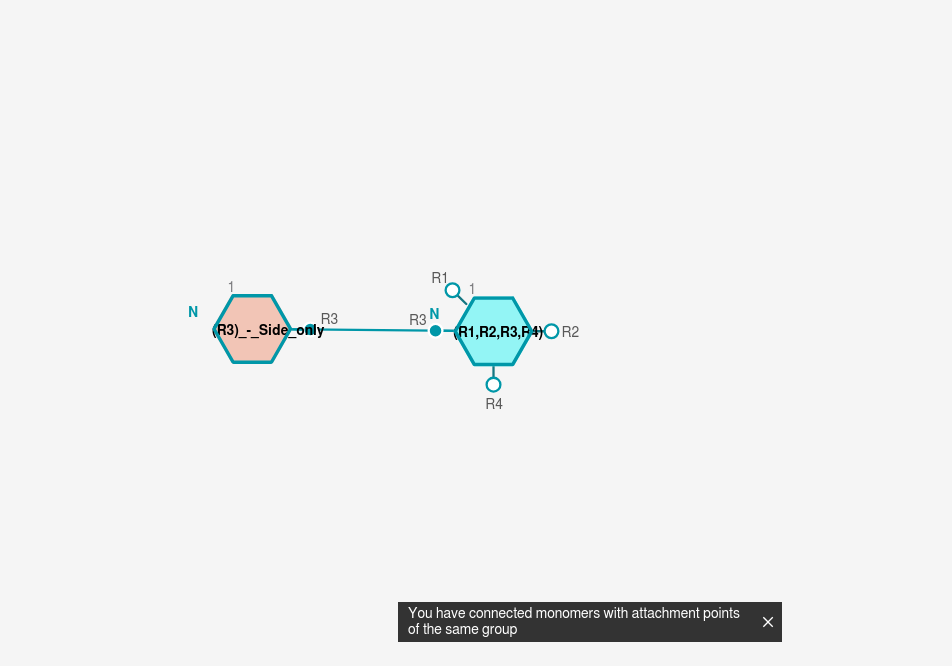 R1
1
1
N
N
R3
R3
(R3)_-_Side_only
(R1,R2,R3,R4)
R2
R4
You have connected monomers with attachment points
of the same group